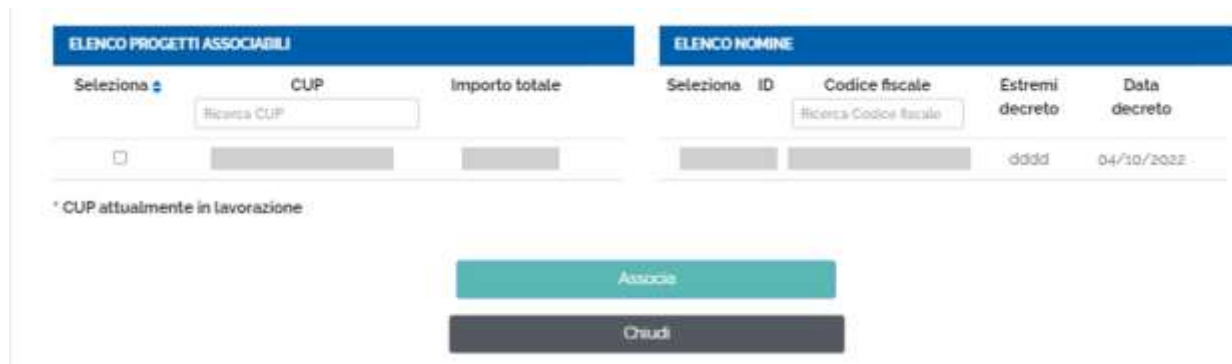 ELENCO PROGETTI ASSOCIABILI
Seleziona CUP Importo totale
Ricerca CUP
* CUP attualmente in lavorazione
ELENCO NOMINE
Seleziona ID Codice fiscale Estremi decreto Data decreto
Ricerca Codice fiscale
dddd 04/10/2022
Associa
Chiudi